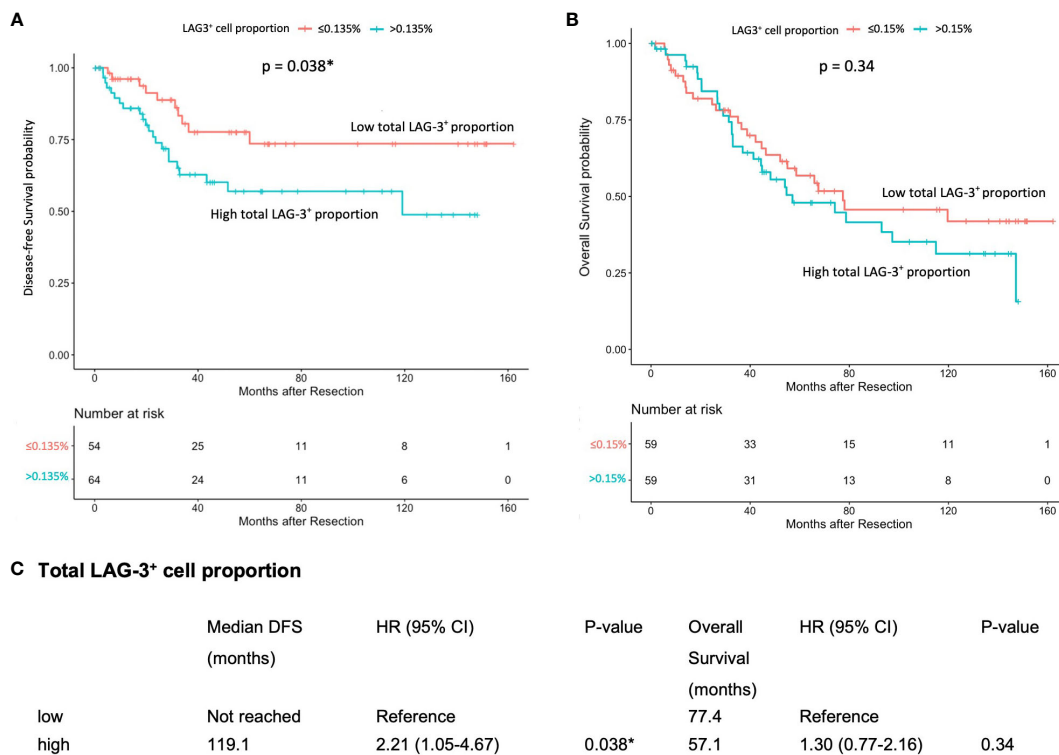 A
LAG3⁺ cell proportion ≤0.135% >0.135%
p = 0.038*
Disease-free Survival probability
1.00
0.75
0.50
0.25
0.00
Low total LAG-3⁺ proportion
High total LAG-3⁺ proportion
0 40 80 120 160
Months after Resection
Number at risk
≤0.135% 54 25 11 8 1
>0.135% 64 24 11 6 0
0 40 80 120 160
Months after Resection
B
LAG3⁺ cell proportion ≤0.15% >0.15%
p = 0.34
Overall Survival probability
1.00
0.75
0.50
0.25
0.00
Low total LAG-3⁺ proportion
High total LAG-3⁺ proportion
0 40 80 120 160
Months after Resection
Number at risk
≤0.15% 59 33 15 11 1
>0.15% 59 31 13 8 0
0 40 80 120 160
Months after Resection
C Total LAG-3⁺ cell proportion
Median DFS HR (95% CI) P-value Overall HR (95% CI) P-value
(months) Survival
(months)
low Not reached Reference 77.4 Reference
high 119.1 2.21 (1.05-4.67) 0.038* 57.1 1.30 (0.77-2.16) 0.34